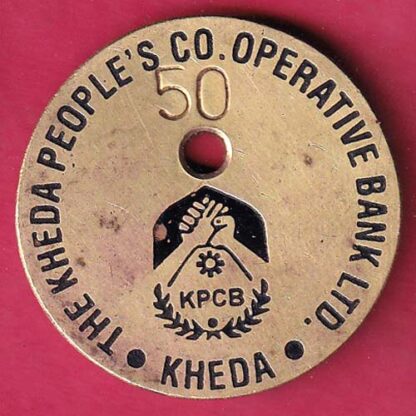 THE KHEDA PEOPLE'S CO. OPERATIVE BANK LTD.
50
KPCB
• KHEDA •